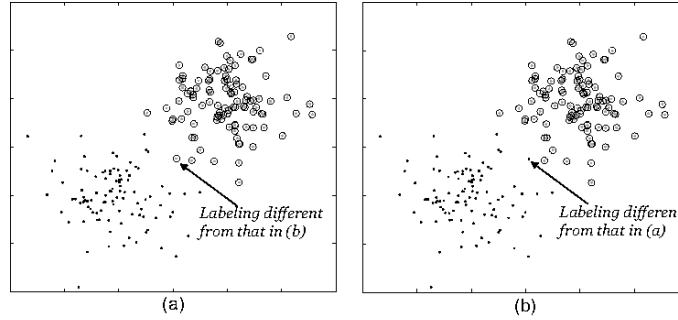 Labeling different
from that in (b)
(a)
Labeling differen
from that in (a)
(b)